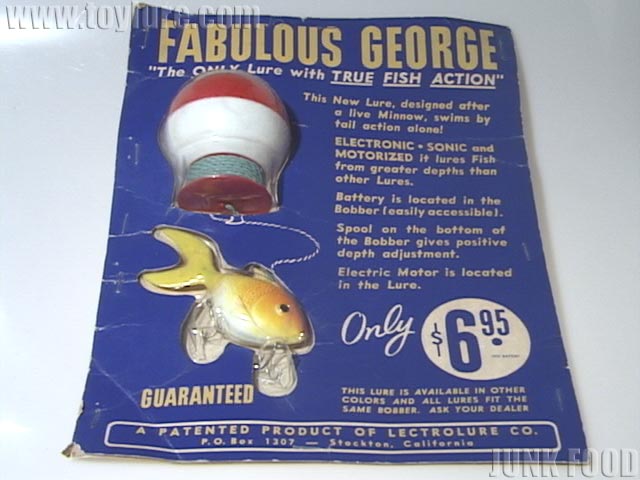 www.toylure.com
FABULOUS GEORGE
"The ONLY Lure with TRUE FISH ACTION"
This New Lure, designed after
a live Minnow, swims by
tail action alone!
ELECTRONIC • SONIC and
MOTORIZED it lures Fish
from greater depths than
other Lures.
Battery is located in the
Bobber (easily accessible).
Spool on the bottom of
the Bobber gives positive
depth adjustment.
Electric Motor is located
in the Lure.
Only $6.95
GUARANTEED
THIS LURE IS AVAILABLE IN OTHER
COLORS AND ALL LURES FIT THE
SAME BOBBER. ASK YOUR DEALER
A PATENTED PRODUCT OF LECTROLURE CO.
P.O. Box 1307 — Stockton, California
JUNK FOOD